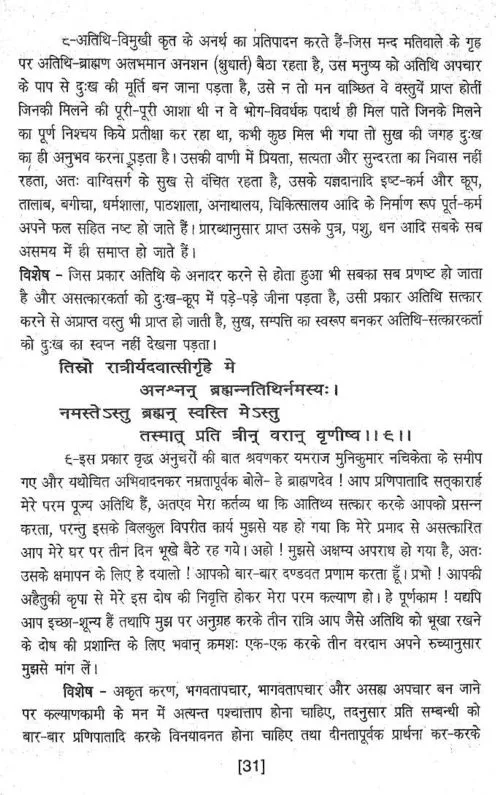 ८-अतिथि-विमुखी कृत के अनर्थ का प्रतिपादन करते हैं-जिस मन्द मतिवाले के गृह
पर अतिथि-ब्राह्मण अलभमान अनशन (क्षुधार्त) बैठा रहता है, उस मनुष्य को अतिथि अपचार
के पाप से दुःख की मूर्ति बन जाना पड़ता है, उसे न तो मन वाञ्छित वे वस्तुयें प्राप्त होतीं
जिनकी मिलने की पूरी-पूरी आशा थी न वे भोग-विवर्धक पदार्थ ही मिल पाते जिनके मिलने
का पूर्ण निश्चय किये प्रतीक्षा कर रहा था, कभी कुछ मिल भी गया तो सुख की जगह दुःख
का ही अनुभव करना पड़ता है। उसकी वाणी में प्रियता, सत्यता और सुन्दरता का निवास नहीं
रहता, अतः वाग्विसर्ग के सुख से वंचित रहता है, उसके यज्ञदानादि इष्ट-कर्म और कूप,
तालाब, बगीचा, धर्मशाला, पाठशाला, अनाथालय, चिकित्सालय आदि के निर्माण रूप पूर्त-कर्म
अपने फल सहित नष्ट हो जाते हैं। प्रारब्धानुसार प्राप्त उसके पुत्र, पशु, धन आदि सबके सब
असमय में ही समाप्त हो जाते हैं।
विशेष - जिस प्रकार अतिथि के अनादर करने से होता हुआ भी सबका सब प्रणष्ट हो जाता
है और असत्कारकर्ता को दुःख-कूप में पड़े-पड़े जीना पड़ता है, उसी प्रकार अतिथि सत्कार
करने से अप्राप्त वस्तु भी प्राप्त हो जाती है, सुख, सम्पत्ति का स्वरूप बनकर अतिथि-सत्कारकर्ता
को दुःख का स्वप्न नहीं देखना पड़ता।
तिस्रो रात्रीर्यदवात्सीर्गृहे मे
अनश्नन् ब्रह्मन्नतिथिर्नमस्यः।
नमस्तेऽस्तु ब्रह्मन् स्वस्ति मेऽस्तु
तस्मात् प्रति त्रीन् वरान् वृणीष्व।।९।।
९-इस प्रकार वृद्ध अनुचरों की बात श्रवणकर यमराज मुनिकुमार नचिकेता के समीप
गए और यथोचित अभिवादनकर नम्रतापूर्वक बोले- हे ब्राह्मणदेव ! आप प्रणिपातादि सत्कारार्ह
मेरे परम पूज्य अतिथि हैं, अतएव मेरा कर्तव्य था कि आतिथ्य सत्कार करके आपको प्रसन्न
करता, परन्तु इसके बिलकुल विपरीत कार्य मुझसे यह हो गया कि मेरे प्रमाद से असत्कारित
आप मेरे घर पर तीन दिन भूखे बैठे रह गये। अहो ! मुझसे अक्षम्य अपराध हो गया है, अतः
उसके क्षमापन के लिए हे दयालो ! आपको बार-बार दण्डवत प्रणाम करता हूँ। प्रभो ! आपकी
अहैतुकी कृपा से मेरे इस दोष की निवृत्ति होकर मेरा परम कल्याण हो। हे पूर्णकाम ! यद्यपि
आप इच्छा-शून्य हैं तथापि मुझ पर अनुग्रह करके तीन रात्रि आप जैसे अतिथि को भूखा रखने
के दोष की प्रशान्ति के लिए भवान् क्रमशः एक-एक करके तीन वरदान अपने रुच्यानुसार
मुझसे मांग लें।
विशेष - अकृत करण, भगवतापचार, भागवतापचार और असह्य अपचार बन जाने
पर कल्याणकामी के मन में अत्यन्त पश्चात्ताप होना चाहिए, तदनुसार प्रति सम्बन्धी को
बार-बार प्रणिपातादि करके विनयावनत होना चाहिए तथा दीनतापूर्वक प्रार्थना कर-करके
[31]